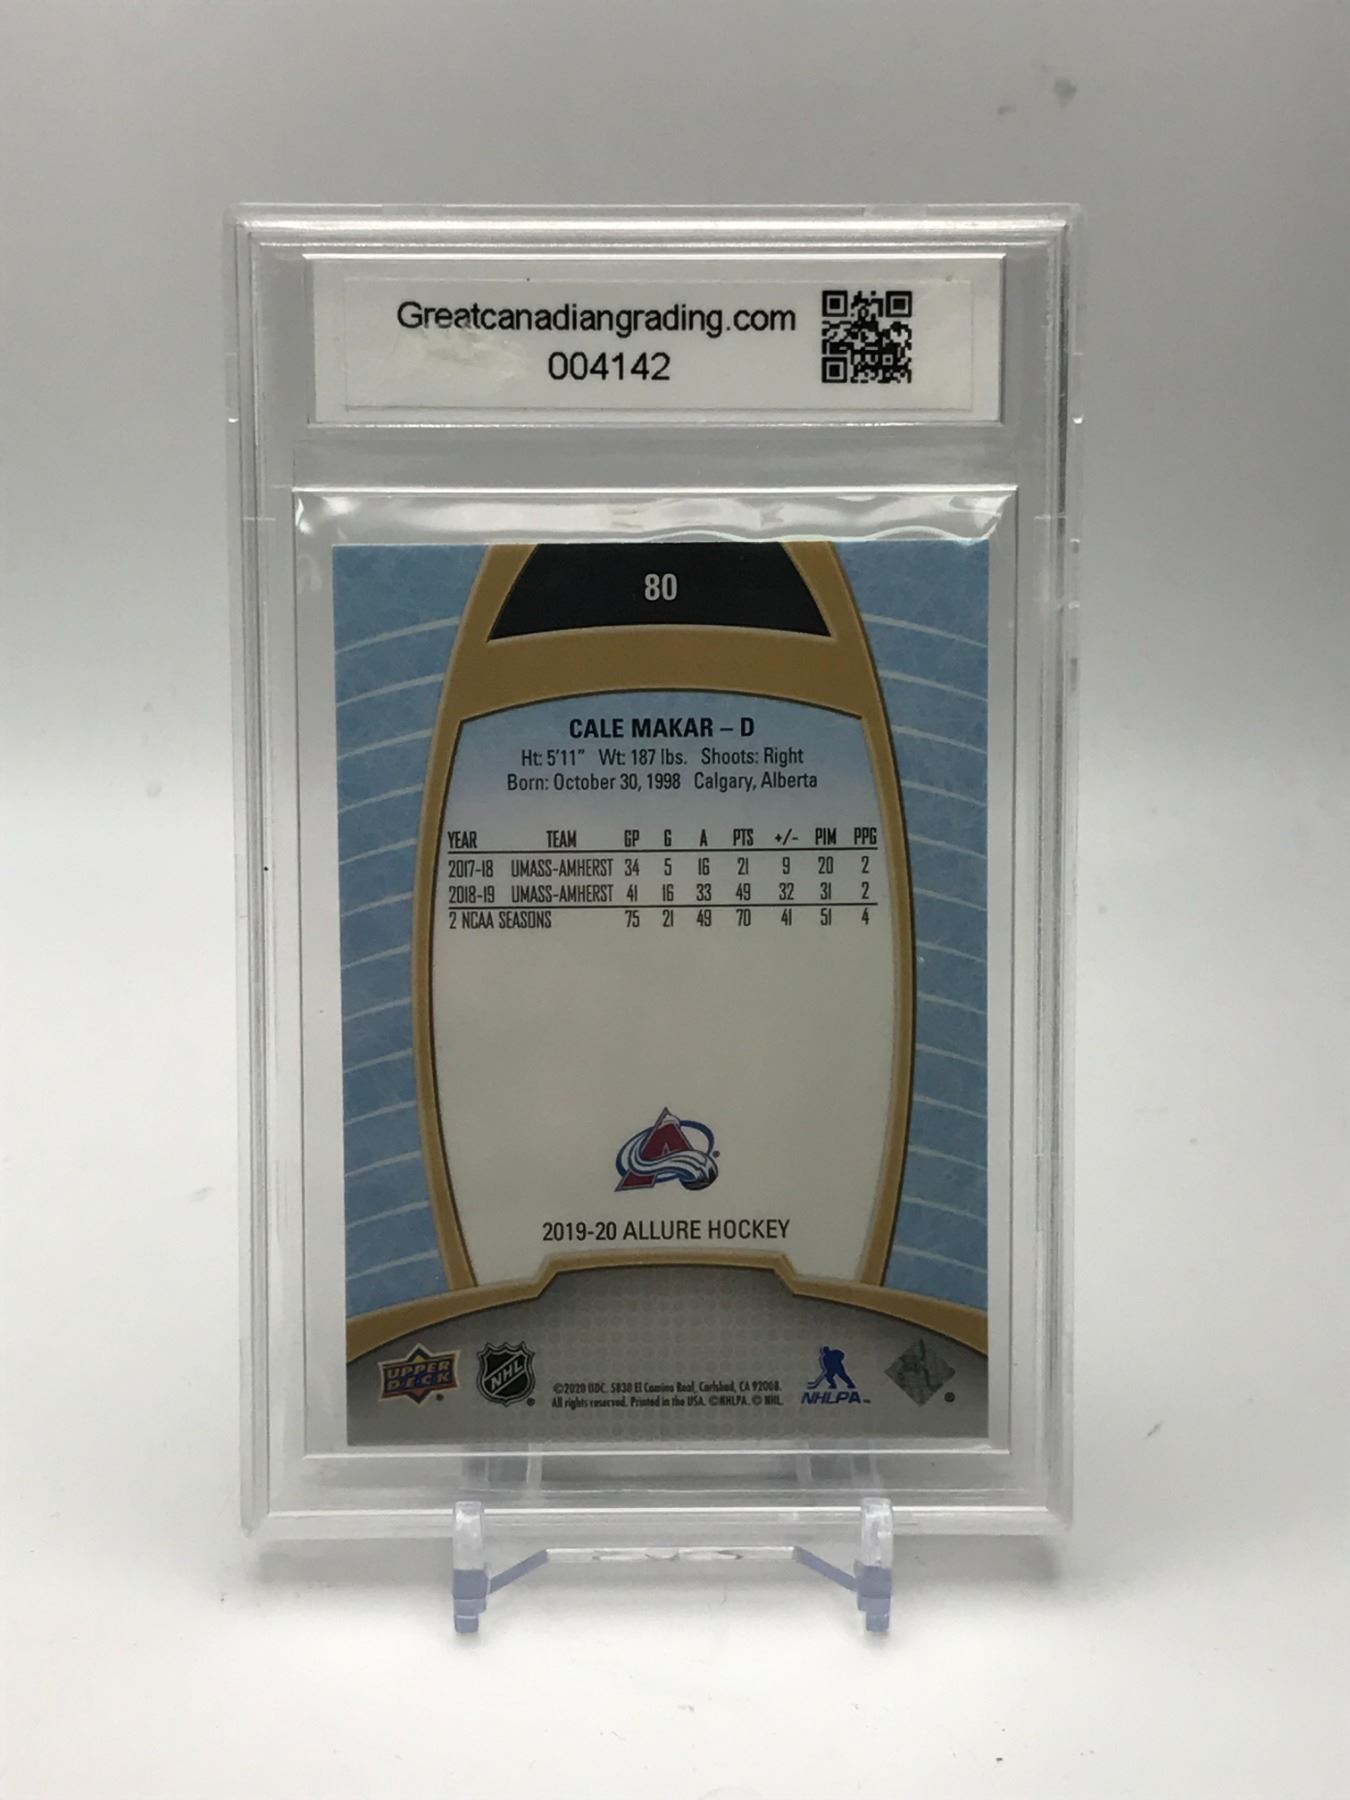 Greatcanadiangrading.com
004142
80
CALE MAKAR – D
Ht: 5'11" Wt: 187 lbs. Shoots: Right
Born: October 30, 1998 Calgary, Alberta
YEAR TEAM GP G A PTS +/- PIM PPG
2017-18 UMASS-AMHERST 34 5 16 21 9 20 2
2018-19 UMASS-AMHERST 41 16 33 49 32 31 2
2 NCAA SEASONS 75 21 49 70 41 51 4
A
2019-20 ALLURE HOCKEY
UPPER
DECK
NHL
©2020 UDC. 5830 El Camino Real, Carlsbad, CA 92008.
All rights reserved. Printed in the USA. ©NHLPA. © NHL.
NHLPA™